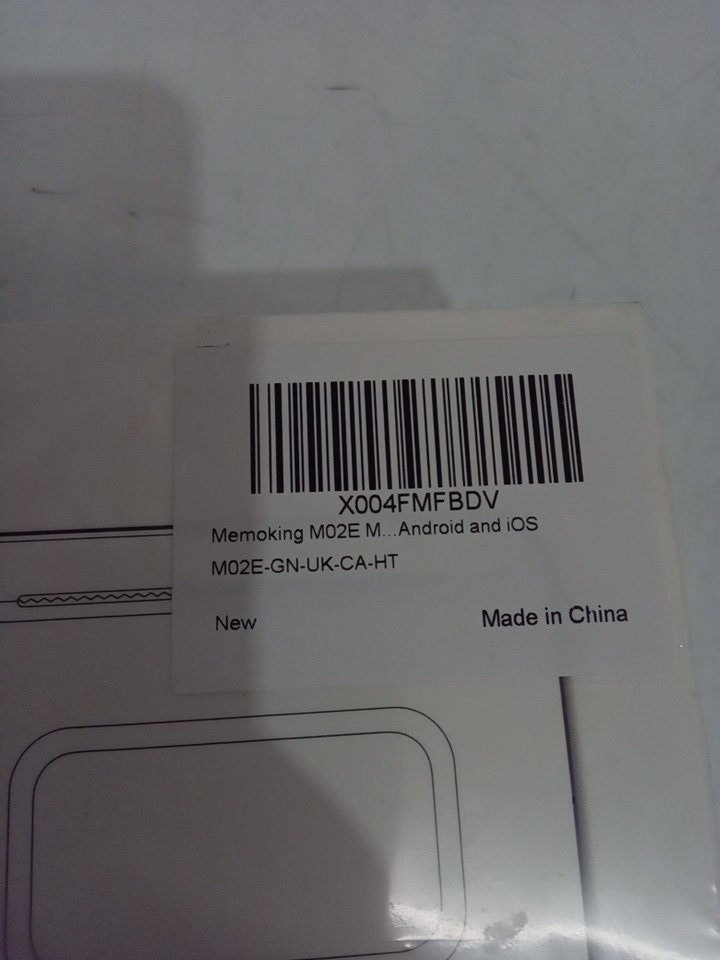 X004FMFBDV
Memoking M02E M...Android and iOS
M02E-GN-UK-CA-HT
New
Made in China